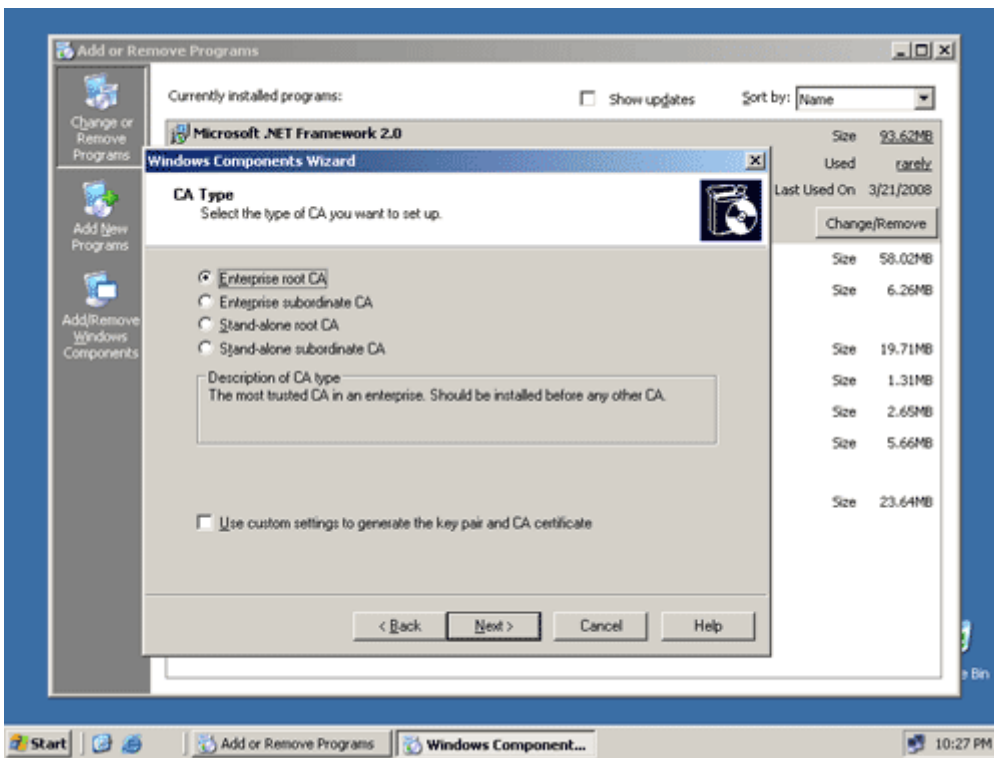 Add or Remove Programs
Change or
Remove
Programs
Add New
Programs
Add/Remove
Windows
Components
Currently installed programs:
Show updates
Sort by: Name
Microsoft .NET Framework 2.0
Size 93.62MB
Used rarely
Last Used On 3/21/2008
Change/Remove
Size 58.02MB
Size 6.26MB
Size 19.71MB
Size 1.31MB
Size 2.65MB
Size 5.66MB
Size 23.64MB
Windows Components Wizard
CA Type
Select the type of CA you want to set up.
Enterprise root CA
Enterprise subordinate CA
Stand-alone root CA
Stand-alone subordinate CA
Description of CA type
The most trusted CA in an enterprise. Should be installed before any other CA.
Use custom settings to generate the key pair and CA certificate
< Back Next > Cancel Help
e Bin
Start Add or Remove Programs Windows Component... 10:27 PM